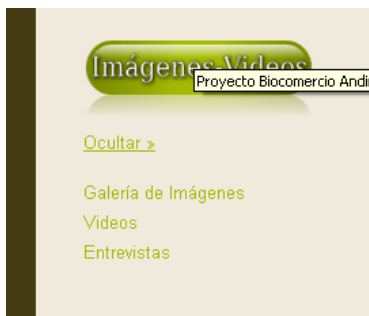 Imágenes-Videos
Proyecto Biocomercio Andi
Ocultar »
Galería de Imágenes
Videos
Entrevistas